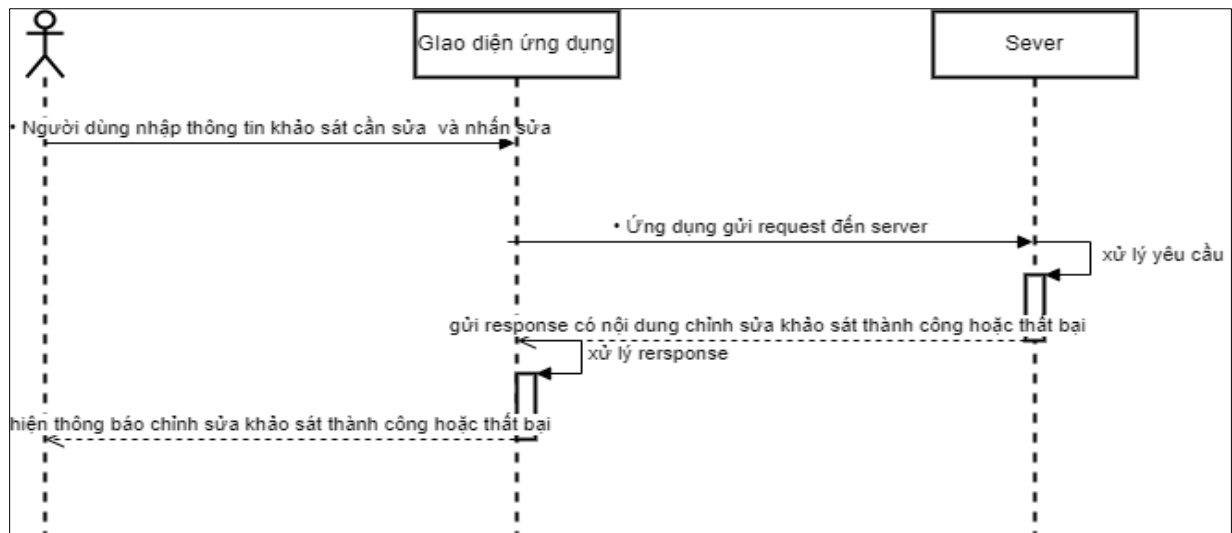 GIao diện ứng dụng
Sever
• Người dùng nhập thông tin khảo sát cần sửa và nhấn sửa
• Ứng dụng gửi request đến server
xử lý yêu cầu
gửi response có nội dung chỉnh sửa khảo sát thành công hoặc thất bại
xử lý rersponse
hiện thông báo chỉnh sửa khảo sát thành công hoặc thất bại